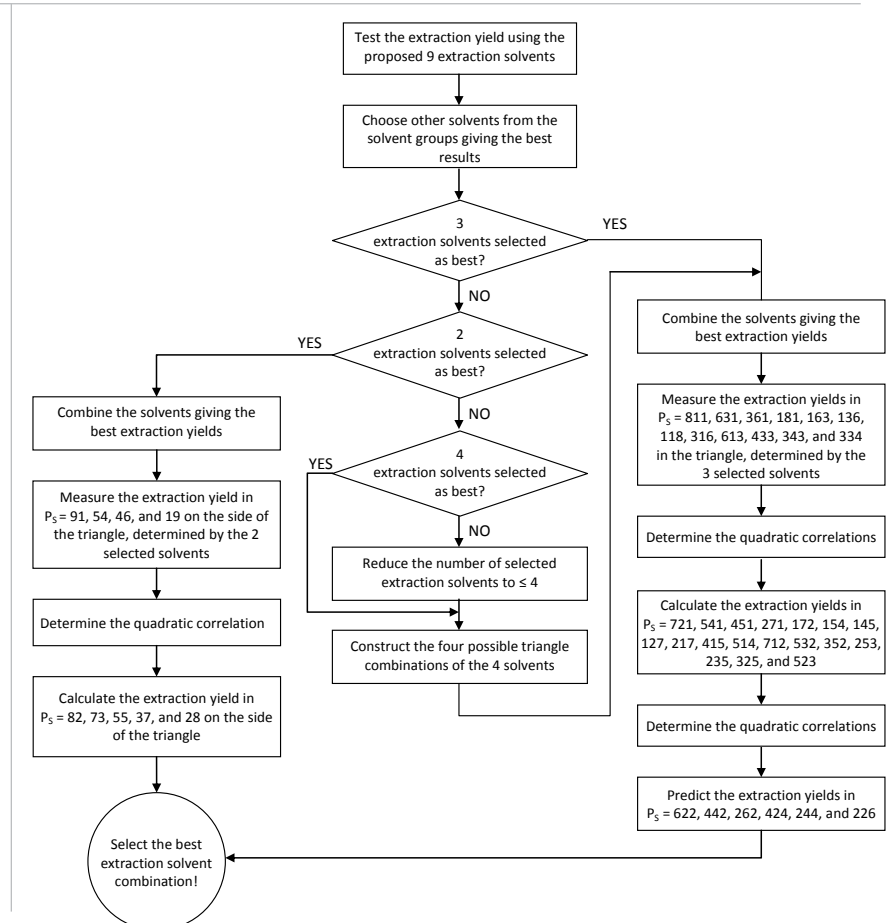 Test the extraction yield using the
proposed 9 extraction solvents
Choose other solvents from the
solvent groups giving the best
results
3
extraction solvents selected
as best?
YES
NO
2
extraction solvents selected
as best?
YES
NO
4
extraction solvents selected
as best?
YES
NO
Reduce the number of selected
extraction solvents to ≤ 4
Construct the four possible triangle
combinations of the 4 solvents
Combine the solvents giving the
best extraction yields
Measure the extraction yield in
PS = 91, 54, 46, and 19 on the side of
the triangle, determined by the 2
selected solvents
Determine the quadratic correlation
Calculate the extraction yield in
PS = 82, 73, 55, 37, and 28 on the side
of the triangle
Combine the solvents giving the
best extraction yields
Measure the extraction yields in
PS = 811, 631, 361, 181, 163, 136,
118, 316, 613, 433, 343, and 334
in the triangle, determined by the
3 selected solvents
Determine the quadratic correlations
Calculate the extraction yields in
PS = 721, 541, 451, 271, 172, 154, 145,
127, 217, 415, 514, 712, 532, 352, 253,
235, 325, and 523
Determine the quadratic correlations
Predict the extraction yields in
PS = 622, 442, 262, 424, 244, and 226
Select the best
extraction solvent
combination!